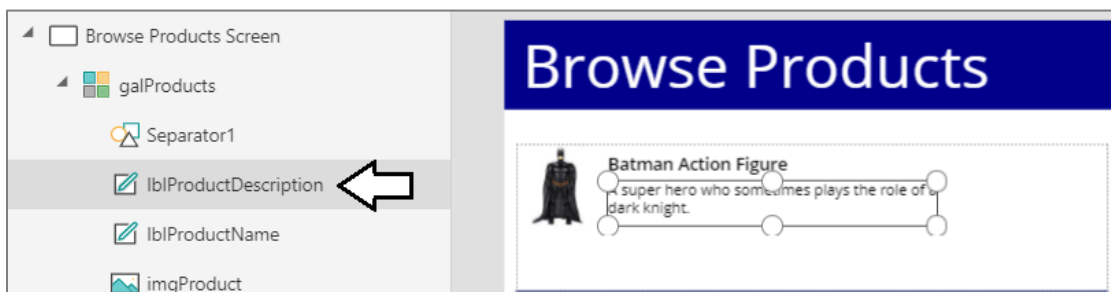 Browse Products Screen
galProducts
Separator1
lblProductDescription
lblProductName
imgProduct
Browse Products
Batman Action Figure
A super hero who sometimes plays the role of a
dark knight.